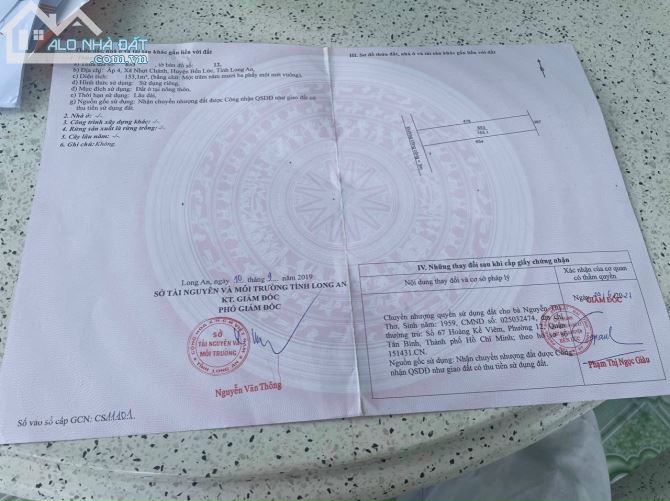 ALO NHÀ ĐẤT
tài sản khác gắn liền với đất
, tờ bản đồ số: 12.
b) Địa chỉ: Ấp 4, Xã Nhựt Chánh, Huyện Bến Lức, Tỉnh Long An.
c) Diện tích: 153,1m², (bằng chữ: Một trăm năm mươi ba phẩy một mét vuông).
d) Hình thức sử dụng: Sử dụng riêng.
đ) Mục đích sử dụng: Đất ở tại nông thôn.
e) Thời hạn sử dụng: Lâu dài.
g) Nguồn gốc sử dụng: Nhận chuyển nhượng đất được Công nhận QSDĐ như giao đất có
thu tiền sử dụng đất.
2. Nhà ở: -/-.
3. Công trình xây dựng khác: -/-.
4. Rừng sản xuất là rừng trồng: -/-.
5. Cây lâu năm: -/-.
6. Ghi chú: Không.
Long An, ngày 10 tháng 9 năm 2019
SỞ TÀI NGUYÊN VÀ MÔI TRƯỜNG TỈNH LONG AN
KT. GIÁM ĐỐC
PHÓ GIÁM ĐỐC
SỞ
TÀI NGUYÊN VÀ
MÔI TRƯỜNG
Nguyễn Văn Thông
Số vào sổ cấp GCN: CS11401
III. Sơ đồ thửa đất, nhà ở và tài sản khác gắn liền với đất
IV. Những thay đổi sau khi cấp giấy chứng nhận
Nội dung thay đổi và cơ sở pháp lý
Xác nhận của cơ quan
có thẩm quyền
Chuyển nhượng quyền sử dụng đất cho bà Nguyễn Thị
Thơ, Sinh năm: 1959, CMND số: 025032474, địa chỉ
thường trú: Số 67 Hoàng Kế Viêm, Phường 12, Quận
Tân Bình, Thành phố Hồ Chí Minh; theo hồ sơ số
151431.CN.
Nguồn gốc sử dụng: Nhận chuyển nhượng đất được Công
nhận QSDĐ như giao đất có thu tiền sử dụng đất.
Ngày
GIÁM ĐỐC
Phạm Thị Ngọc Giàu